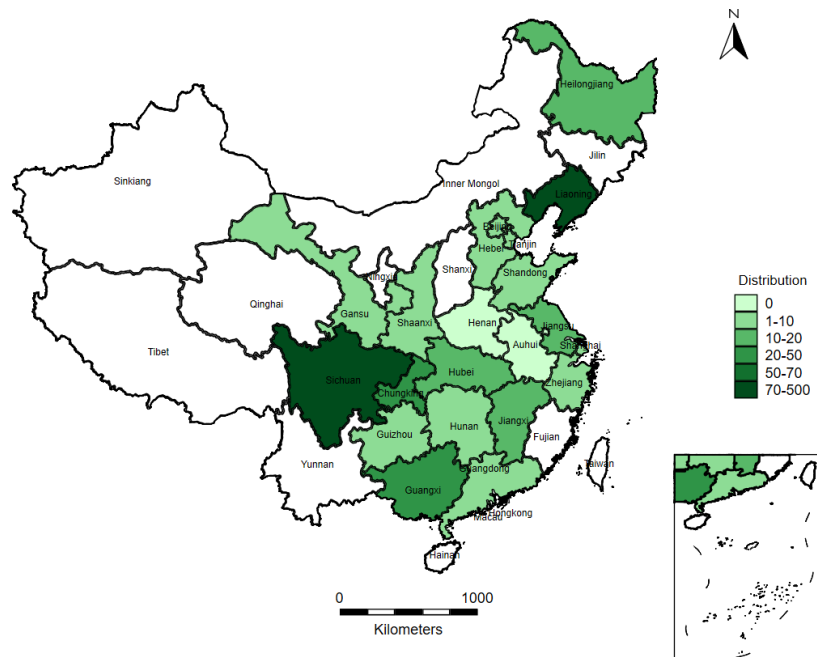 N
Heilongjiang
Jilin
Liaoning
Inner Mongol
Sinkiang
Beijing
Tianjin
Hebei
Shanxi
Shandong
Ningxia
Qinghai
Gansu
Shaanxi
Henan
Jiangsu
Auhui
Shanghai
Tibet
Sichuan
Hubei
Chungking
Zhejiang
Hunan
Jiangxi
Guizhou
Fujian
Yunnan
Taiwan
Guangdong
Guangxi
Hongkong
Macau
Hainan
Distribution
0
1-10
10-20
20-50
50-70
70-500
0 1000
Kilometers